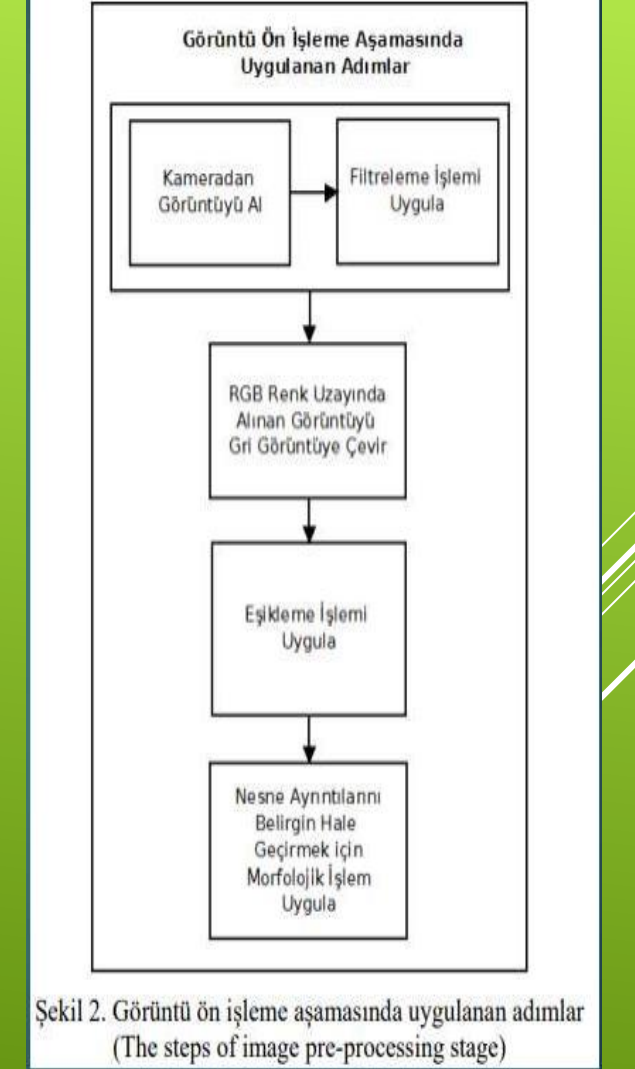 Görüntü Ön İşleme Aşamasında
Uygulanan Adımlar
Kameradan
Görüntüyü Al
Filtreleme İşlemi
Uygula
RGB Renk Uzayında
Alınan Görüntüyü
Gri Görüntüye Çevir
Eşikleme İşlemi
Uygula
Nesne Ayrıntılarını
Belirgin Hale
Geçirmek için
Morfolojik İşlem
Uygula
Şekil 2. Görüntü ön işleme aşamasında uygulanan adımlar
(The steps of image pre-processing stage)